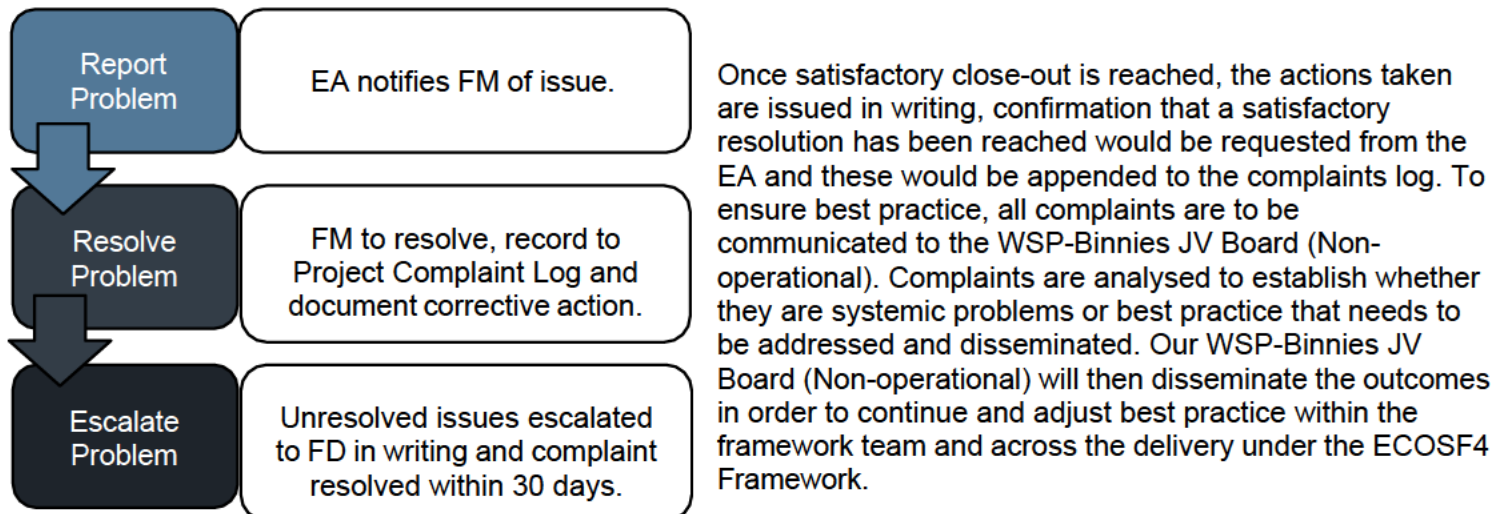 Report
Problem
EA notifies FM of issue.
Resolve
Problem
FM to resolve, record to
Project Complaint Log and
document corrective action.
Escalate
Problem
Unresolved issues escalated
to FD in writing and complaint
resolved within 30 days.
Once satisfactory close-out is reached, the actions taken
are issued in writing, confirmation that a satisfactory
resolution has been reached would be requested from the
EA and these would be appended to the complaints log. To
ensure best practice, all complaints are to be
communicated to the WSP-Binnies JV Board (Non-
operational). Complaints are analysed to establish whether
they are systemic problems or best practice that needs to
be addressed and disseminated. Our WSP-Binnies JV
Board (Non-operational) will then disseminate the outcomes
in order to continue and adjust best practice within the
framework team and across the delivery under the ECOSF4
Framework.